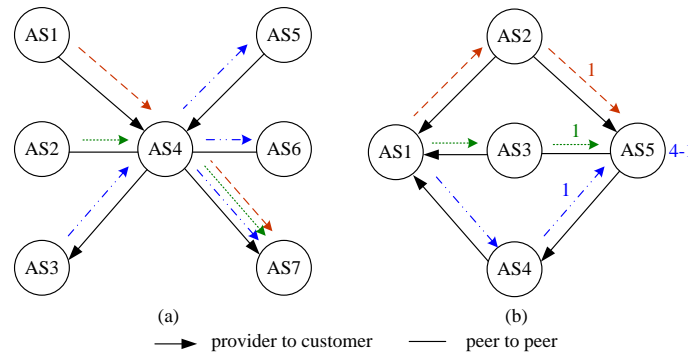 AS1 AS5 AS2
1
AS2 AS4 AS6 AS1 AS3 1 AS5 4-
1
AS3 AS7 AS4
(a) (b)
provider to customer peer to peer